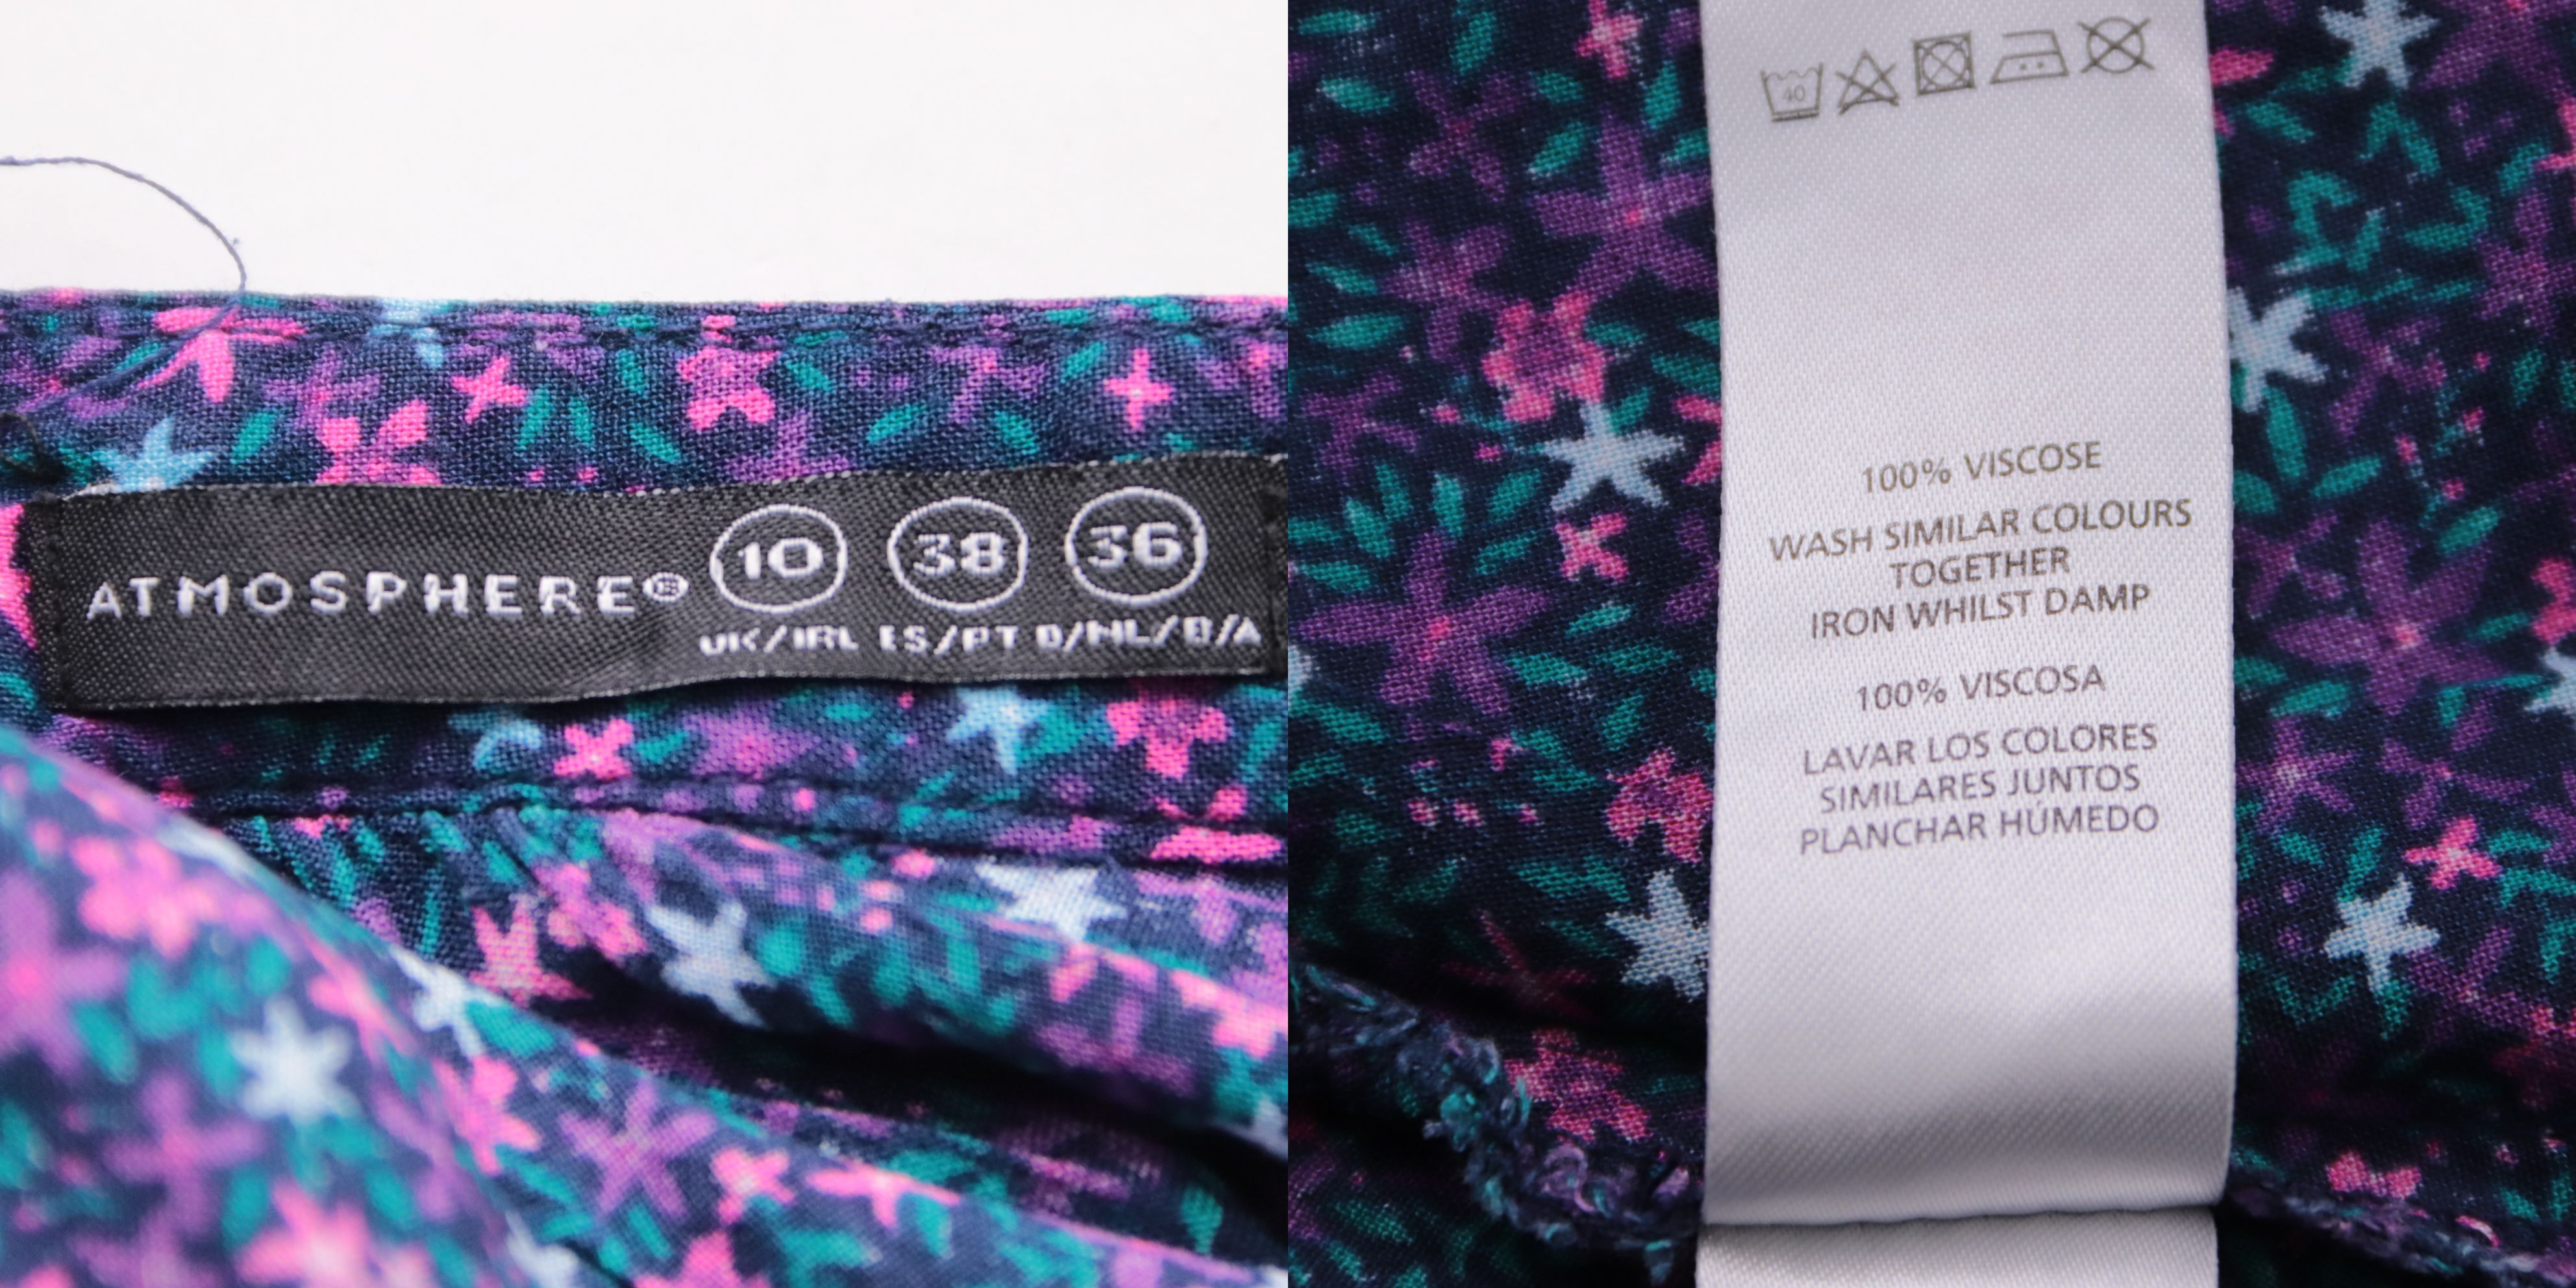 ATMOSPHERE® 10 38 36
UK/IRL ES/PT D/NL/B/A
40
100% VISCOSE
WASH SIMILAR COLOURS
TOGETHER
IRON WHILST DAMP
100% VISCOSA
LAVAR LOS COLORES
SIMILARES JUNTOS
PLANCHAR HÚMEDO